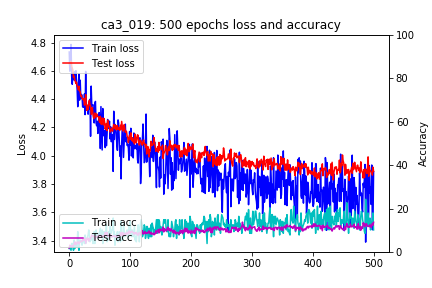 ca3_019: 500 epochs loss and accuracy
Train loss
Test loss
Train acc
Test acc
Loss
4.8
4.6
4.4
4.2
4.0
3.8
3.6
3.4
Accuracy
100
80
60
40
20
0
0 100 200 300 400 500